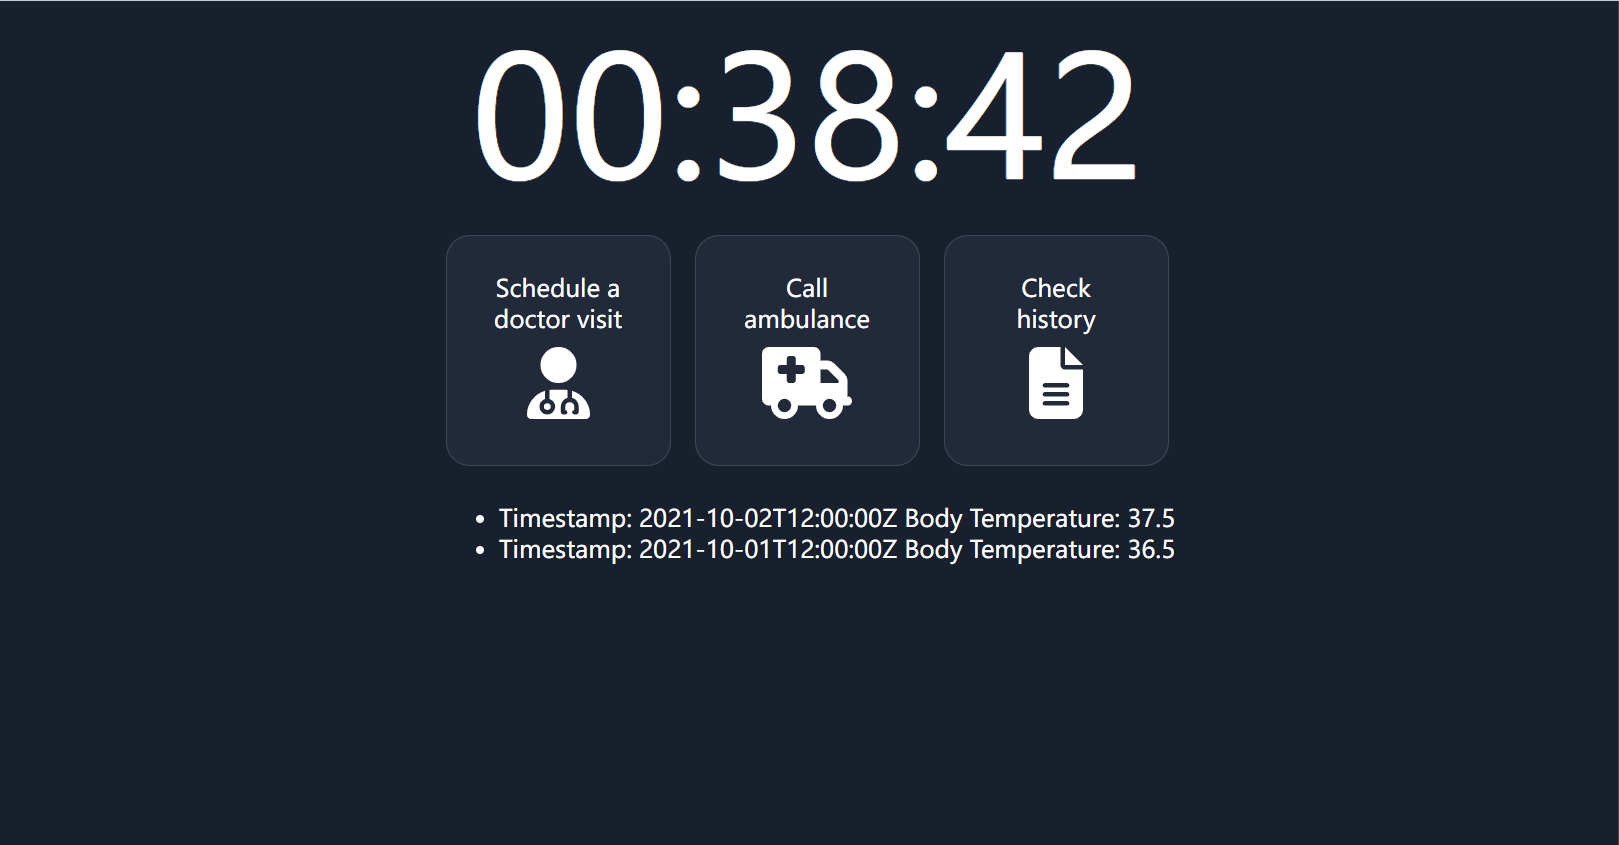 00:38:42
Schedule a
doctor visit
Call
ambulance
Check
history
• Timestamp: 2021-10-02T12:00:00Z Body Temperature: 37.5
• Timestamp: 2021-10-01T12:00:00Z Body Temperature: 36.5